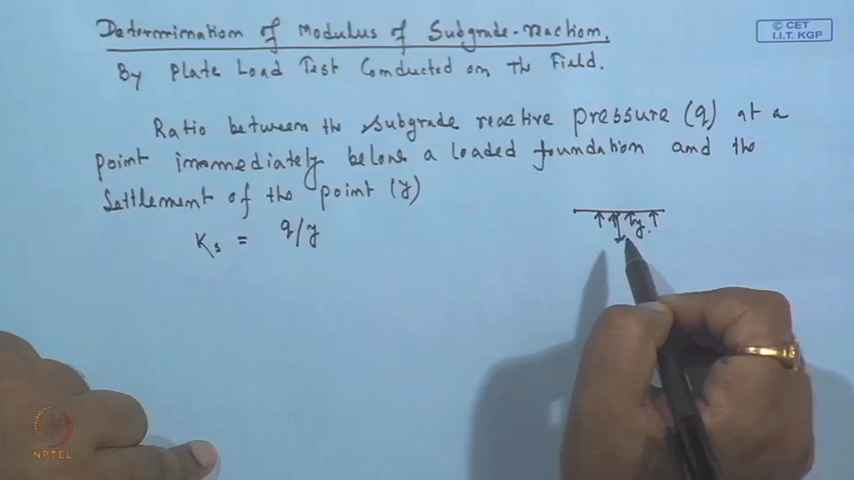 Determination of Modulus of Subgrade-reaction.
© CET
I.I.T. KGP
By Plate Load Test Conducted on the Field.
Ratio between the subgrade reactive pressure (q) at a
point immediately below a loaded foundation and the
Settlement of the point (y)
y.
Ks = q/y
NPTEL